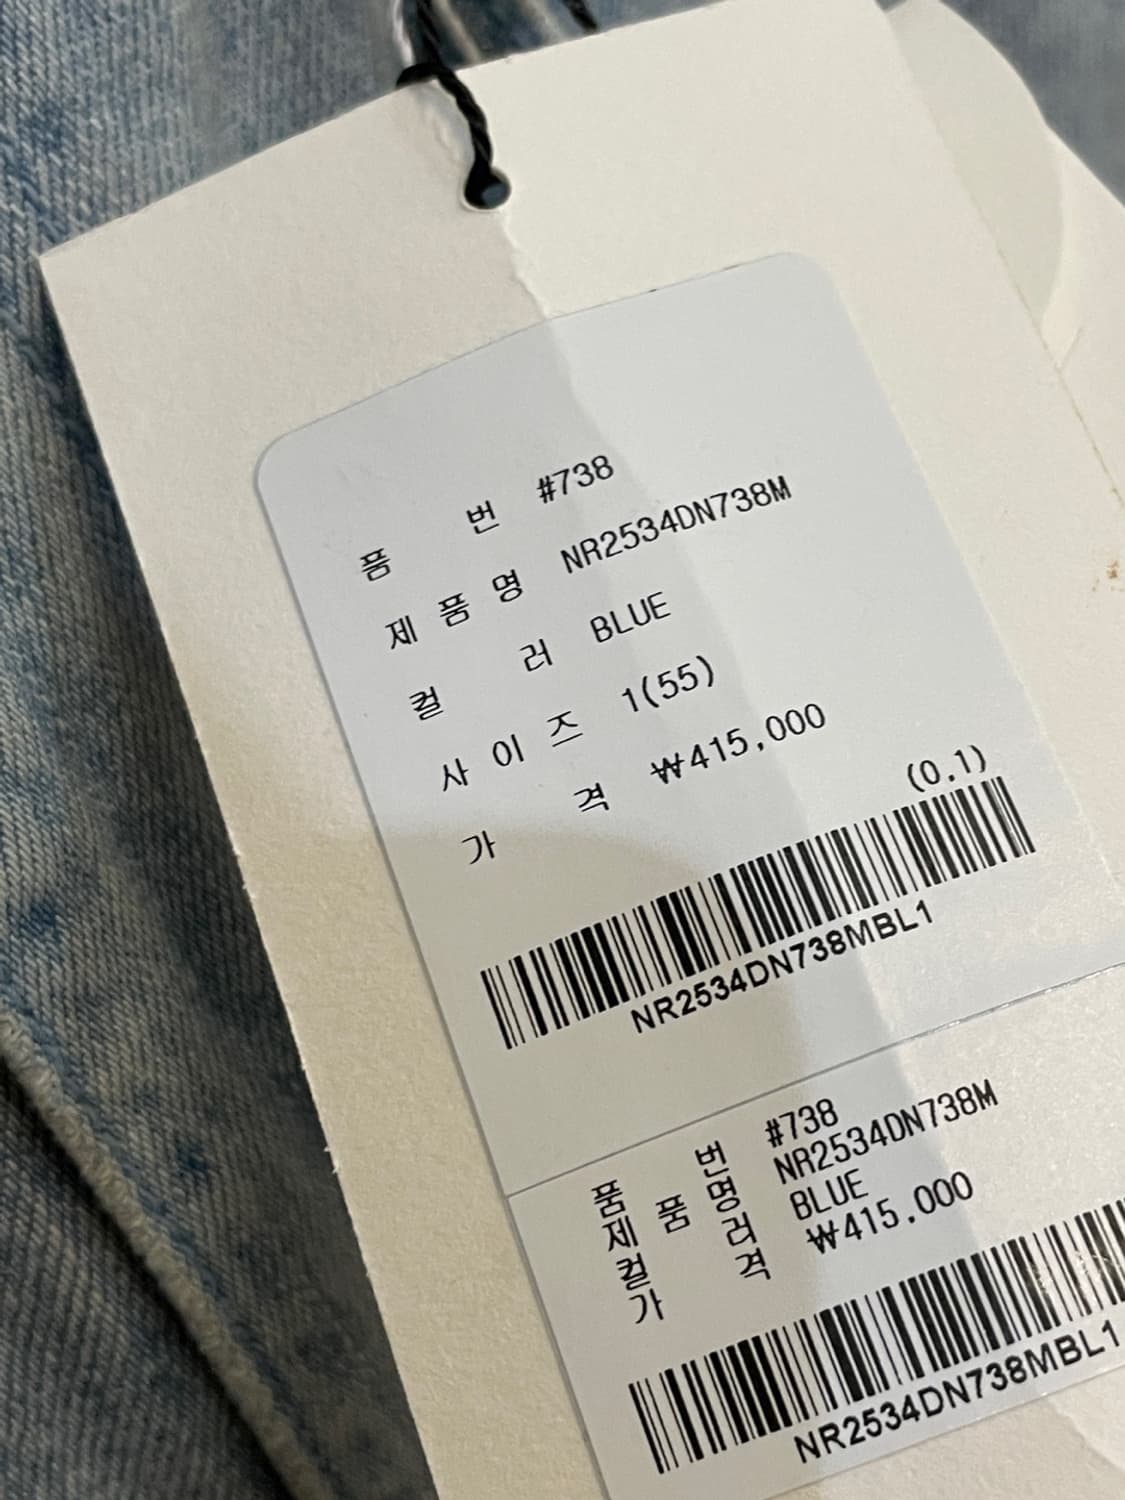 품 번 #738
제 품 명 NR2534DN738M
컬 러 BLUE
사 이 즈 1(55)
가 격 ₩415,000
(0.1)
NR2534DN738MBL1
품 번 #738
제 품 명 NR2534DN738M
컬 러 BLUE
가 격 ₩415,000
NR2534DN738MBL1